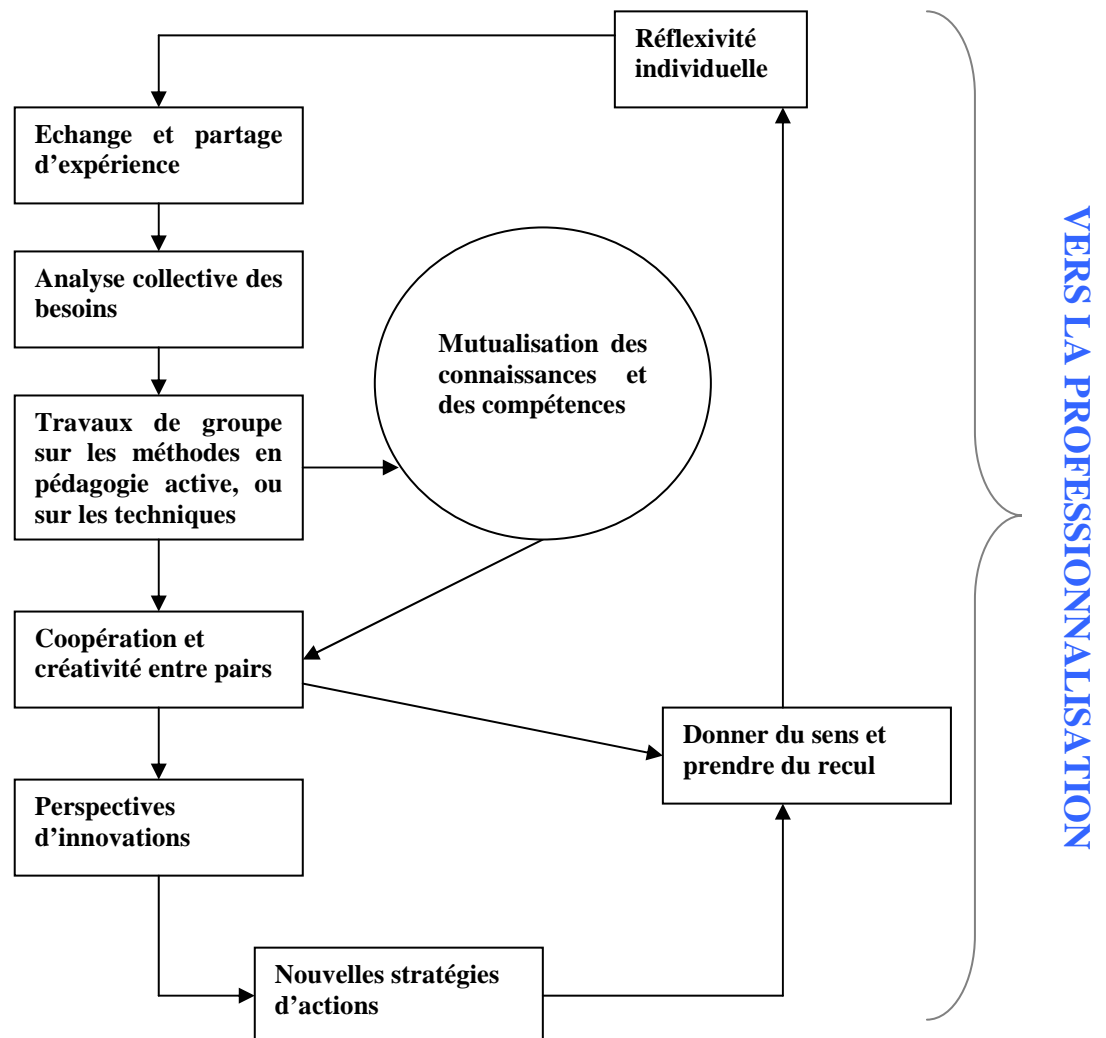 Réflexivité
individuelle
Echange et partage
d’expérience
Analyse collective des
besoins
Mutualisation des
connaissances et
des compétences
Travaux de groupe
sur les méthodes en
pédagogie active, ou
sur les techniques
Coopération et
créativité entre pairs
Donner du sens et
prendre du recul
Perspectives
d’innovations
Nouvelles stratégies
d’actions
VERS LA PROFESSIONNALISATION